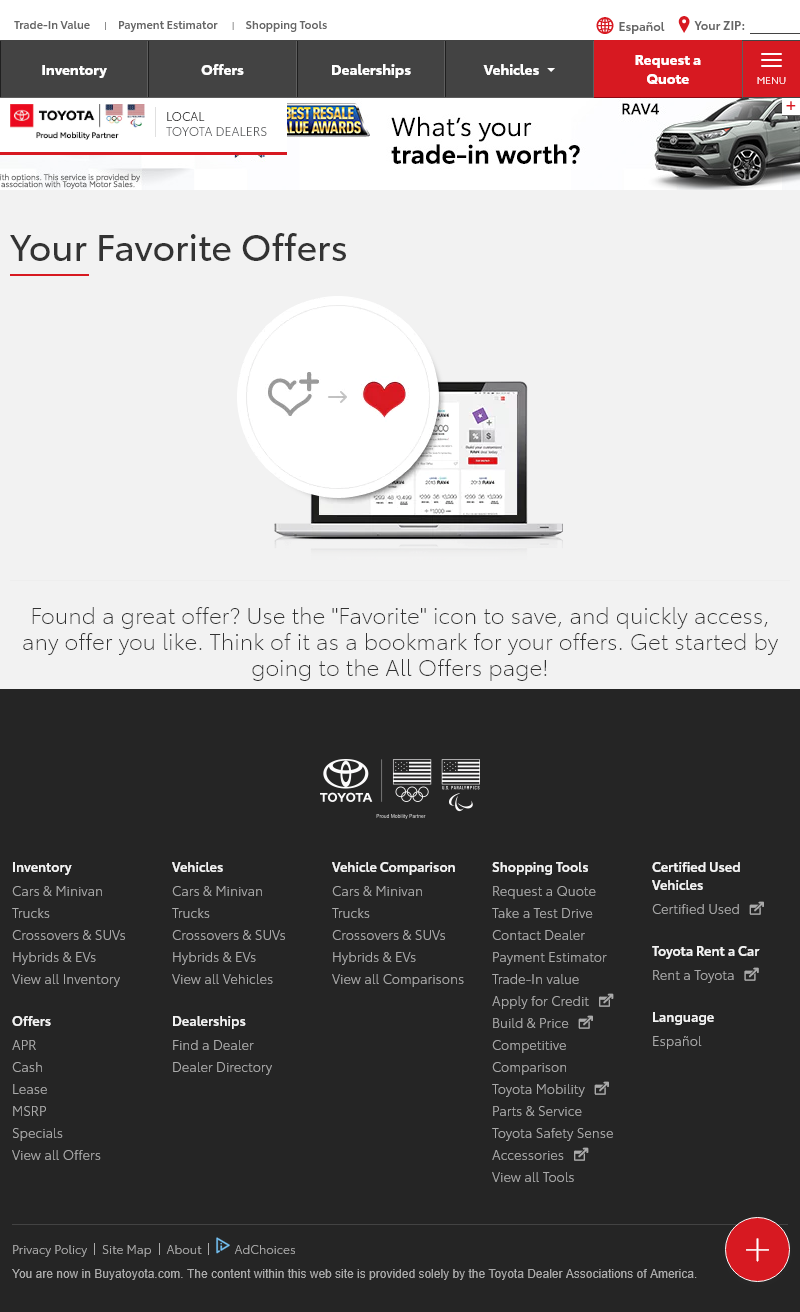 Trade-In Value | Payment Estimator | Shopping Tools
Español
Your ZIP:
Inventory
Offers
Dealerships
Vehicles
Request a
Quote
MENU
TOYOTA
Proud Mobility Partner
LOCAL
TOYOTA DEALERS
BEST RESALE
VALUE AWARDS
What's your
trade-in worth?
RAV4
ith options. This service is provided by
association with Toyota Motor Sales.
Your Favorite Offers
Found a great offer? Use the "Favorite" icon to save, and quickly access,
any offer you like. Think of it as a bookmark for your offers. Get started by
going to the All Offers page!
TOYOTA
U.S. PARALYMPICS
Proud Mobility Partner
Inventory
Cars & Minivan
Trucks
Crossovers & SUVs
Hybrids & EVs
View all Inventory
Offers
APR
Cash
Lease
MSRP
Specials
View all Offers
Vehicles
Cars & Minivan
Trucks
Crossovers & SUVs
Hybrids & EVs
View all Vehicles
Dealerships
Find a Dealer
Dealer Directory
Vehicle Comparison
Cars & Minivan
Trucks
Crossovers & SUVs
Hybrids & EVs
View all Comparisons
Shopping Tools
Request a Quote
Take a Test Drive
Contact Dealer
Payment Estimator
Trade-In value
Apply for Credit
Build & Price
Competitive
Comparison
Toyota Mobility
Parts & Service
Toyota Safety Sense
Accessories
View all Tools
Certified Used
Vehicles
Certified Used
Toyota Rent a Car
Rent a Toyota
Language
Español
Privacy Policy | Site Map | About | AdChoices
You are now in Buyatoyota.com. The content within this web site is provided solely by the Toyota Dealer Associations of America.